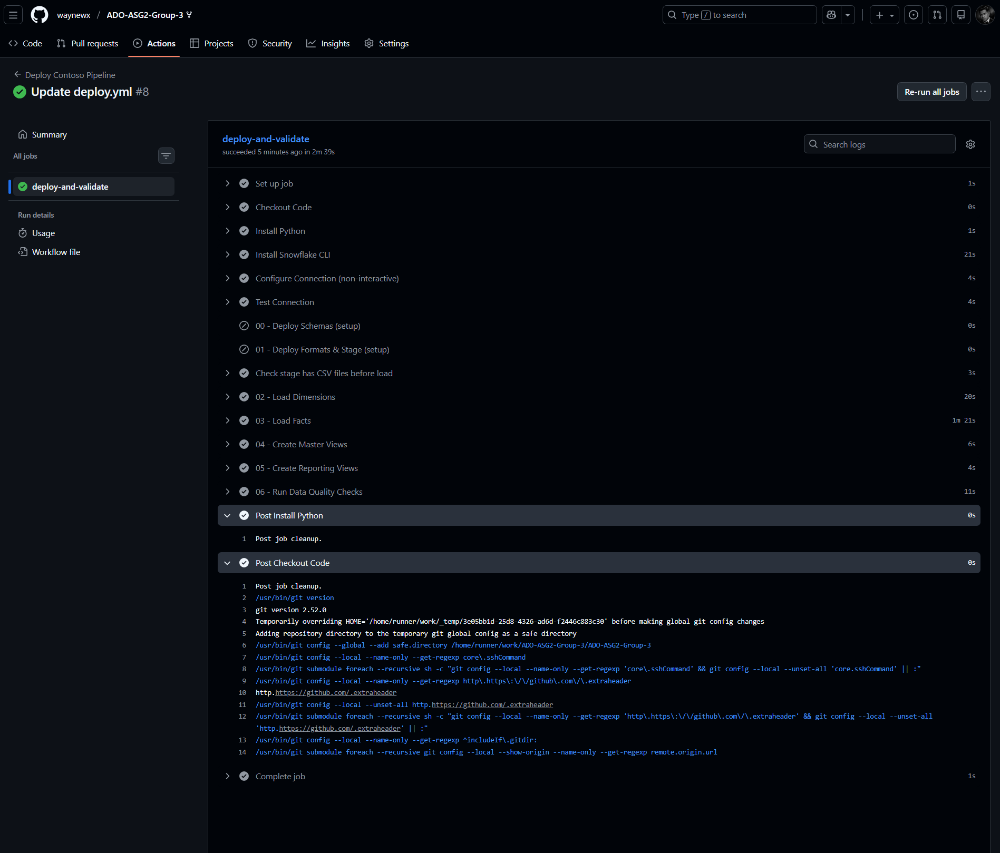 waynewx / ADO-ASG2-Group-3
Type / to search
Code
Pull requests
Actions
Projects
Security
Insights
Settings
Deploy Contoso Pipeline
Update deploy.yml #8
Re-run all jobs
Summary
All jobs
deploy-and-validate
Run details
Usage
Workflow file
deploy-and-validate
succeeded 5 minutes ago in 2m 39s
Search logs
Set up job 1s
Checkout Code 0s
Install Python 1s
Install Snowflake CLI 21s
Configure Connection (non-interactive) 4s
Test Connection 4s
00 - Deploy Schemas (setup) 0s
01 - Deploy Formats & Stage (setup) 0s
Check stage has CSV files before load 3s
02 - Load Dimensions 20s
03 - Load Facts 1m 21s
04 - Create Master Views 6s
05 - Create Reporting Views 4s
06 - Run Data Quality Checks 11s
Post Install Python 0s
1 Post job cleanup.
Post Checkout Code 0s
1 Post job cleanup.
2 /usr/bin/git version
3 git version 2.52.0
4 Temporarily overriding HOME='/home/runner/work/_temp/3e05bb1d-25d8-4326-ad6d-f2446c883c30' before making global git config changes
5 Adding repository directory to the temporary git global config as a safe directory
6 /usr/bin/git config --global --add safe.directory /home/runner/work/ADO-ASG2-Group-3/ADO-ASG2-Group-3
7 /usr/bin/git config --local --name-only --get-regexp core\.sshCommand
8 /usr/bin/git submodule foreach --recursive sh -c "git config --local --name-only --get-regexp 'core\.sshCommand' && git config --local --unset-all 'core.sshCommand' || :"
9 /usr/bin/git config --local --name-only --get-regexp http\.https\:\/\/github\.com\/\.extraheader
10 http.https://github.com/.extraheader
11 /usr/bin/git config --local --unset-all http.https://github.com/.extraheader
12 /usr/bin/git submodule foreach --recursive sh -c "git config --local --name-only --get-regexp 'http\.https\:\/\/github\.com\/\.extraheader' && git config --local --unset-all
'http.https://github.com/.extraheader' || :"
13 /usr/bin/git config --local --name-only --get-regexp ^includeIf\.gitdir:
14 /usr/bin/git submodule foreach --recursive git config --local --show-origin --name-only --get-regexp remote.origin.url
Complete job 1s